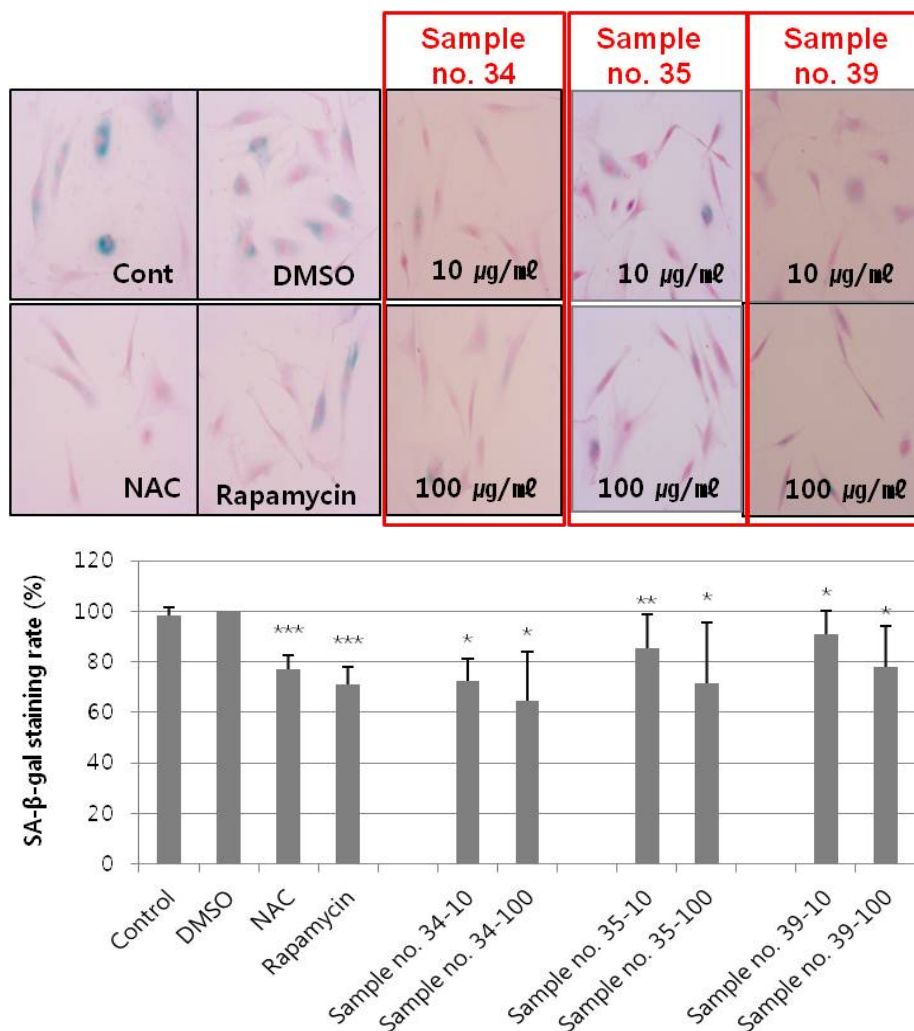 Sample no. 34
Sample no. 35
Sample no. 39
Cont
DMSO
10 ㎍/㎖
10 ㎍/㎖
10 ㎍/㎖
NAC
Rapamycin
100 ㎍/㎖
100 ㎍/㎖
100 ㎍/㎖
SA-β-gal staining rate (%)
120
100
80
60
40
20
0
***
***
*
*
**
*
*
*
Control
DMSO
NAC
Rapamycin
Sample no. 34-10
Sample no. 34-100
Sample no. 35-10
Sample no. 35-100
Sample no. 39-10
Sample no. 39-100